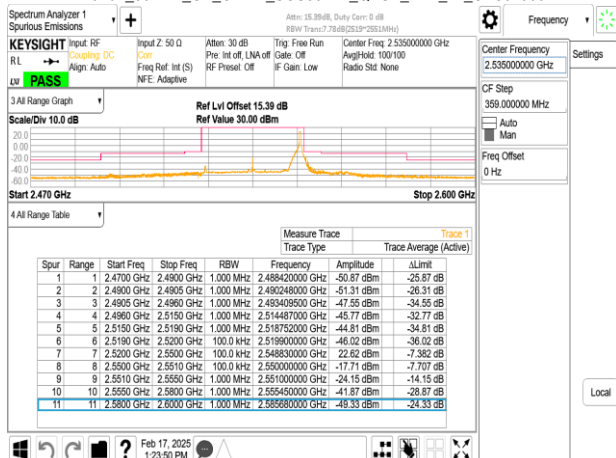 Spectrum Analyzer 1
Spurious Emissions
Attn: 15.39dB, Duty Corr: 0 dB
RBW Trans:7.78dB(2519~2551MHz)
Frequency
Settings
KEYSIGHT
RL
PASS
Input: RF
Coupling: DC
Align: Auto
Input Z: 50 Ω
Corr
Freq Ref: Int (S)
NFE: Adaptive
Atten: 30 dB
Pre: Int off, LNA off
RF Preset: Off
Trig: Free Run
Gate: Off
IF Gain: Low
Center Freq: 2.535000000 GHz
Avg|Hold: 100/100
Radio Std: None
Center Frequency
2.535000000 GHz
CF Step
359.000000 MHz
Auto
Man
Freq Offset
0 Hz
3 All Range Graph
Scale/Div 10.0 dB
Ref Lvl Offset 15.39 dB
Ref Value 30.00 dBm
20.0
0.00
-20.0
-40.0
-60.0
Start 2.470 GHz
Stop 2.600 GHz
4 All Range Table
Measure Trace Trace 1
Trace Type Trace Average (Active)
Spur Range Start Freq Stop Freq RBW Frequency Amplitude ΔLimit
1 1 2.4700 GHz 2.4900 GHz 1.000 MHz 2.488420000 GHz -50.87 dBm -25.87 dB
2 2 2.4900 GHz 2.4905 GHz 1.000 MHz 2.490248000 GHz -51.31 dBm -26.31 dB
3 3 2.4905 GHz 2.4960 GHz 1.000 MHz 2.493409500 GHz -47.55 dBm -34.55 dB
4 4 2.4960 GHz 2.5150 GHz 1.000 MHz 2.514487000 GHz -45.77 dBm -32.77 dB
5 5 2.5150 GHz 2.5190 GHz 1.000 MHz 2.518752000 GHz -44.81 dBm -34.81 dB
6 6 2.5190 GHz 2.5200 GHz 100.0 kHz 2.519900000 GHz -46.02 dBm -36.02 dB
7 7 2.5200 GHz 2.5500 GHz 100.0 kHz 2.548830000 GHz 22.62 dBm -7.382 dB
8 8 2.5500 GHz 2.5510 GHz 100.0 kHz 2.550000000 GHz -17.71 dBm -7.707 dB
9 9 2.5510 GHz 2.5550 GHz 1.000 MHz 2.551000000 GHz -24.15 dBm -14.15 dB
10 10 2.5550 GHz 2.5800 GHz 1.000 MHz 2.555450000 GHz -41.87 dBm -28.87 dB
11 11 2.5800 GHz 2.6000 GHz 1.000 MHz 2.585680000 GHz -49.33 dBm -24.33 dB
Local
Feb 17, 2025
1:23:50 PM